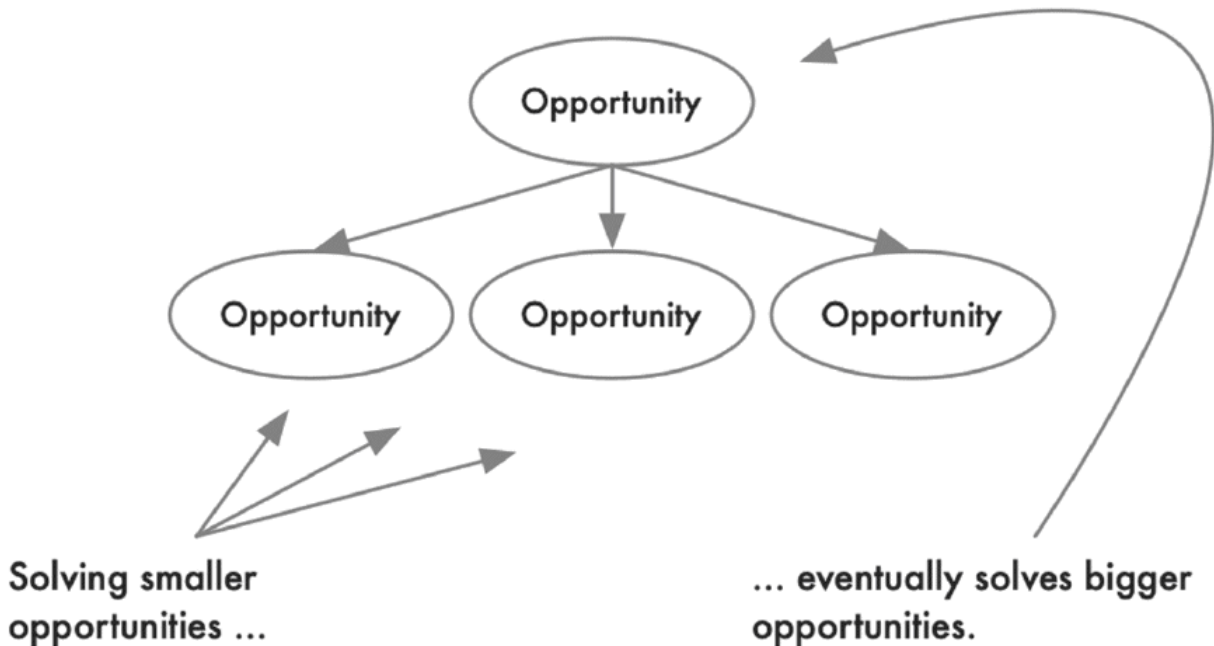 Opportunity
Opportunity
Opportunity
Opportunity
Solving smaller
opportunities ...
... eventually solves bigger
opportunities.